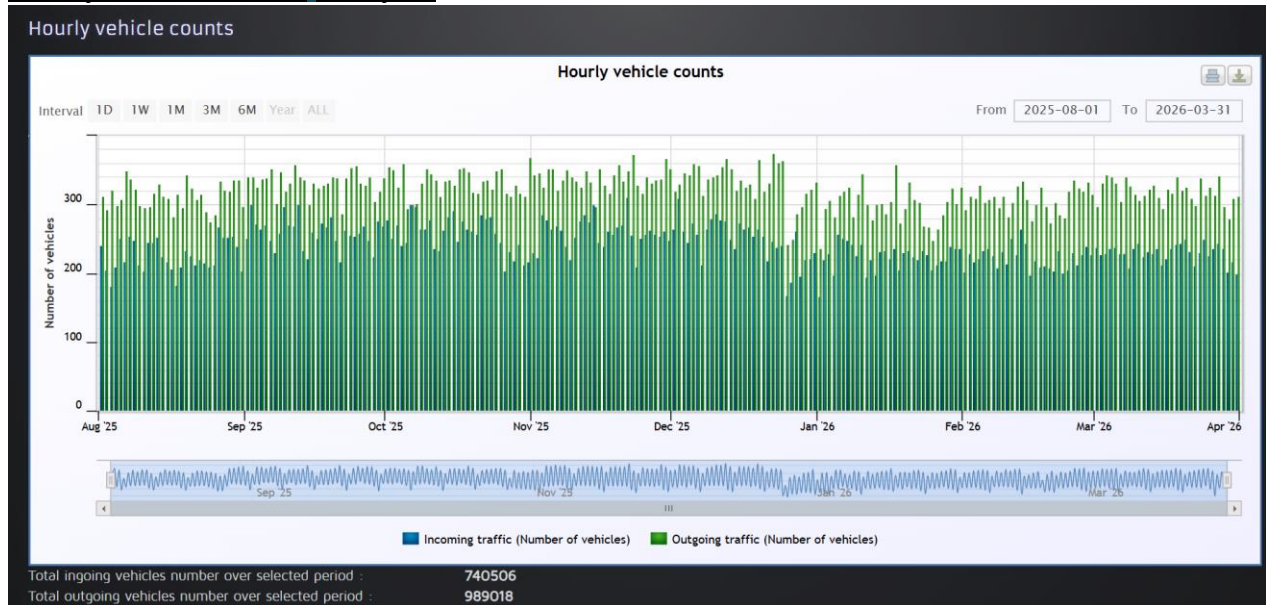 Hourly vehicle counts
Hourly vehicle counts
Interval 1D 1W 1M 3M 6M Year ALL
From 2025-08-01 To 2026-03-31
Number of vehicles
300
200
100
0
Aug '25 Sep '25 Oct '25 Nov '25 Dec '25 Jan '26 Feb '26 Mar '26 Apr '26
Sep '25 Nov '25 Jan '26 Mar '26
Incoming traffic (Number of vehicles) Outgoing traffic (Number of vehicles)
Total ingoing vehicles number over selected period : 740506
Total outgoing vehicles number over selected period : 989018